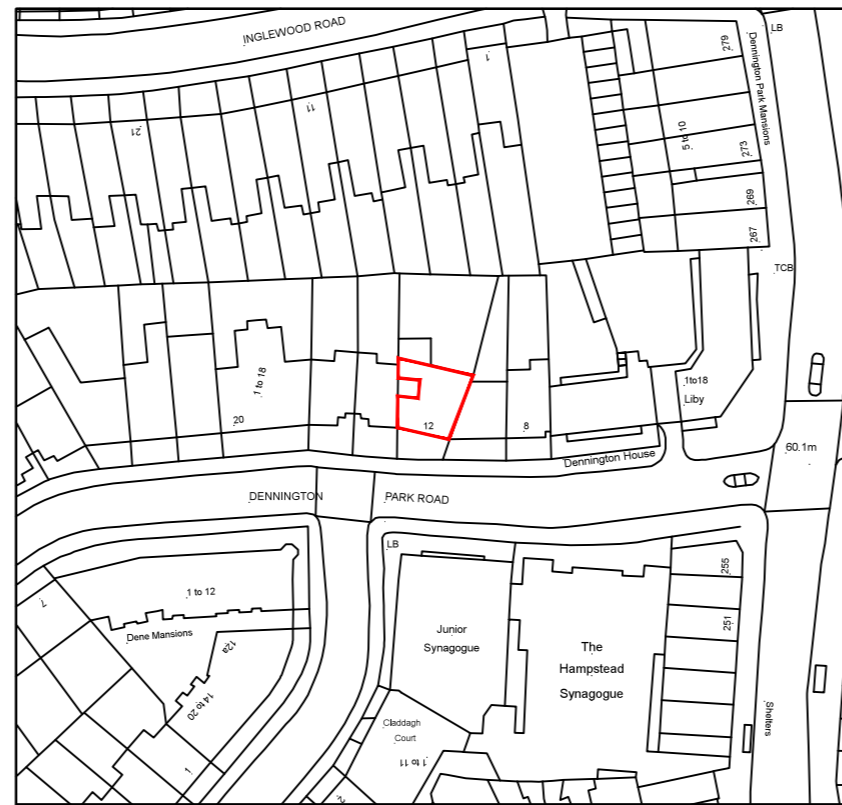 INGLEWOOD ROAD
LB
279
Dennington Park Mansions
1
11
21
5 to 10
273
269
267
TCB
1 to 18
20
12
8
1to18
Liby
60.1m
Dennington House
DENNINGTON
PARK ROAD
LB
255
251
1 to 12
7
Dene Mansions
12a
14 to 20
1
Junior
Synagogue
The
Hampstead
Synagogue
Claddagh
Court
1 to 11
Shelters